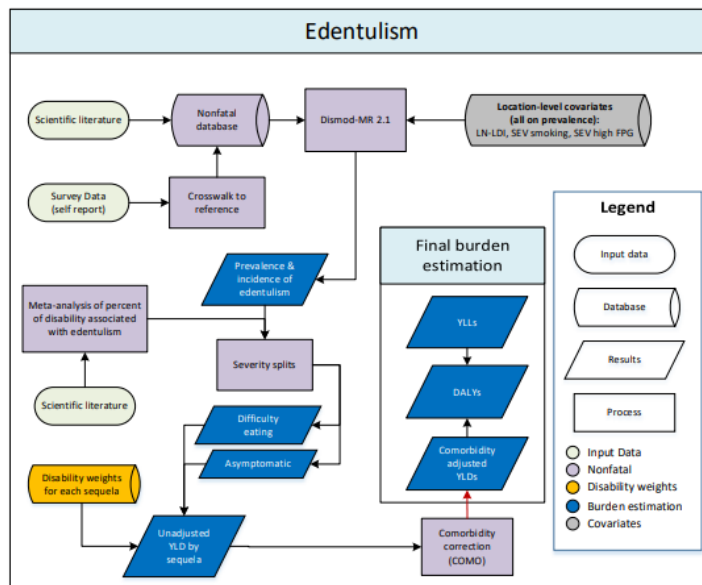 Edentulism
Scientific literature
Nonfatal
database
Dismod-MR 2.1
Location-level covariates
(all on prevalence):
LN-LDI, SEV smoking, SEV high FPG
Survey Data
(self report)
Crosswalk to
reference
Legend
Input data
Database
Results
Process
Input Data
Nonfatal
Disability weights
Burden estimation
Covariates
Final burden
estimation
YLLs
DALYs
Comorbidity
adjusted
YLDs
Prevalence &
incidence of
edentulism
Meta-analysis of percent
of disability associated
with edentulism
Severity splits
Scientific literature
Difficulty
eating
Asymptomatic
Disability weights
for each sequela
Unadjusted
YLD by
sequela
Comorbidity
correction
(COMO)